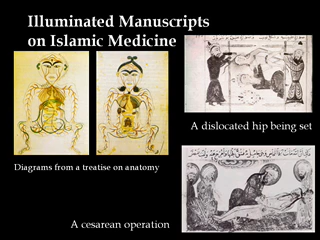 Illuminated Manuscripts
on Islamic Medicine
A dislocated hip being set
Diagrams from a treatise on anatomy
A cesarean operation